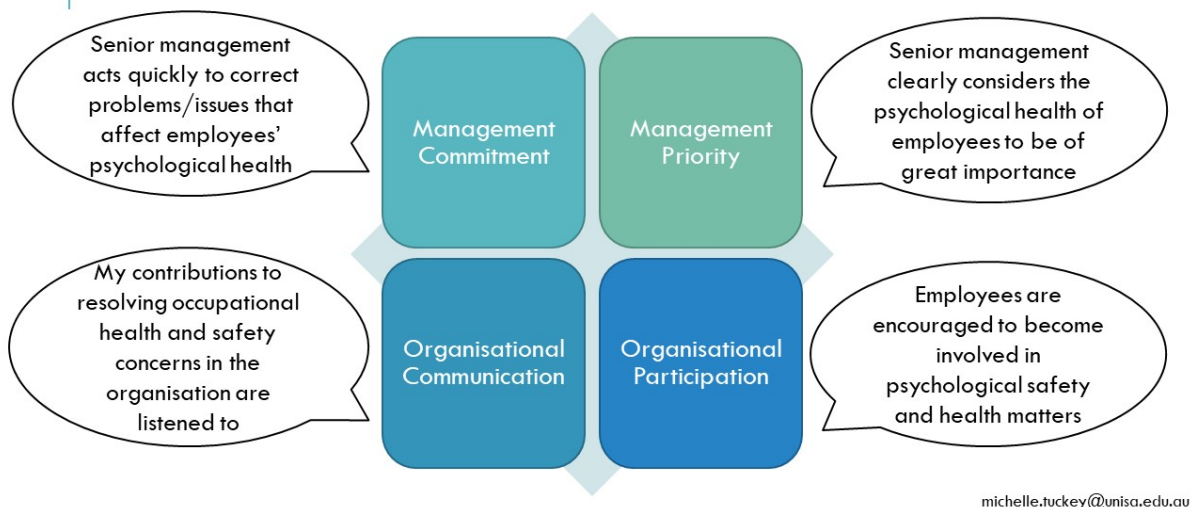 Senior management
acts quickly to correct
problems/issues that
affect employees'
psychological health
Management
Commitment
Management
Priority
Senior management
clearly considers the
psychological health of
employees to be of
great importance
My contributions to
resolving occupational
health and safety
concerns in the
organisation are
listened to
Organisational
Communication
Organisational
Participation
Employees are
encouraged to become
involved in
psychological safety
and health matters
michelle.tuckey@unisa.edu.au